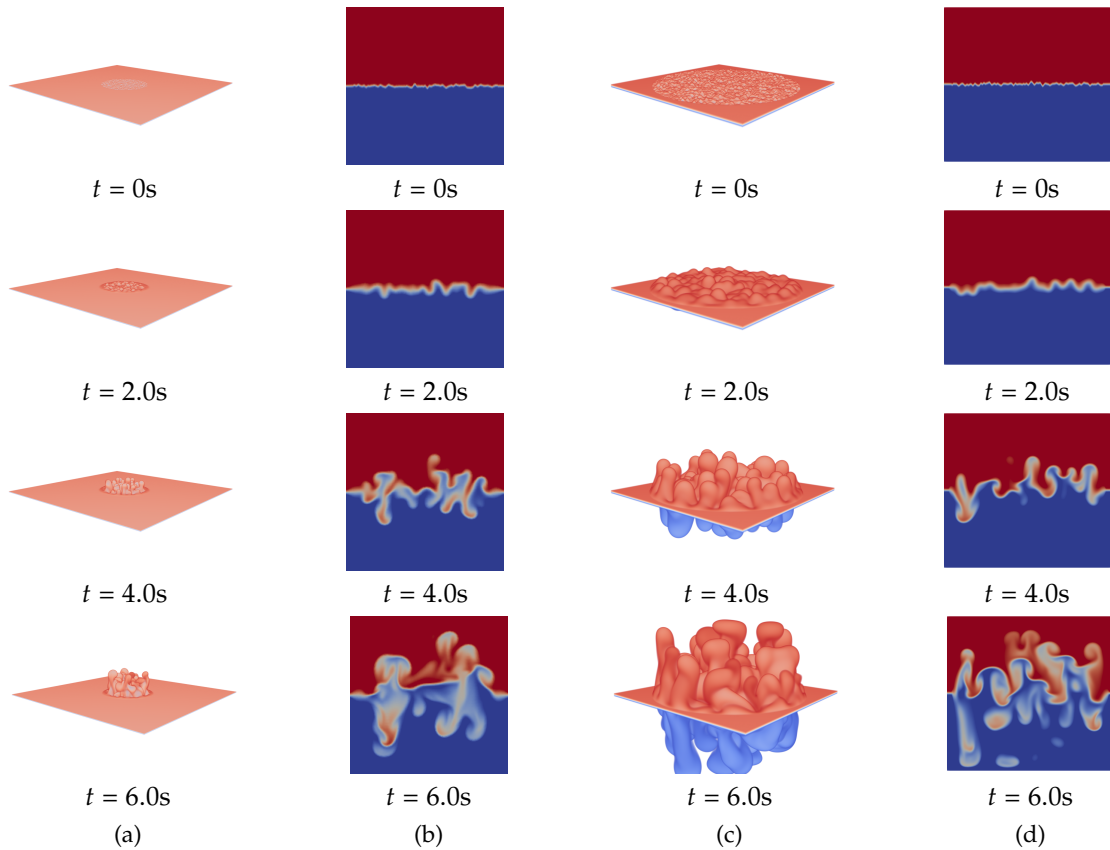 t = 0s t = 0s t = 0s t = 0s
t = 2.0s t = 2.0s t = 2.0s t = 2.0s
t = 4.0s t = 4.0s t = 4.0s t = 4.0s
t = 6.0s t = 6.0s t = 6.0s t = 6.0s
(a) (b) (c) (d)